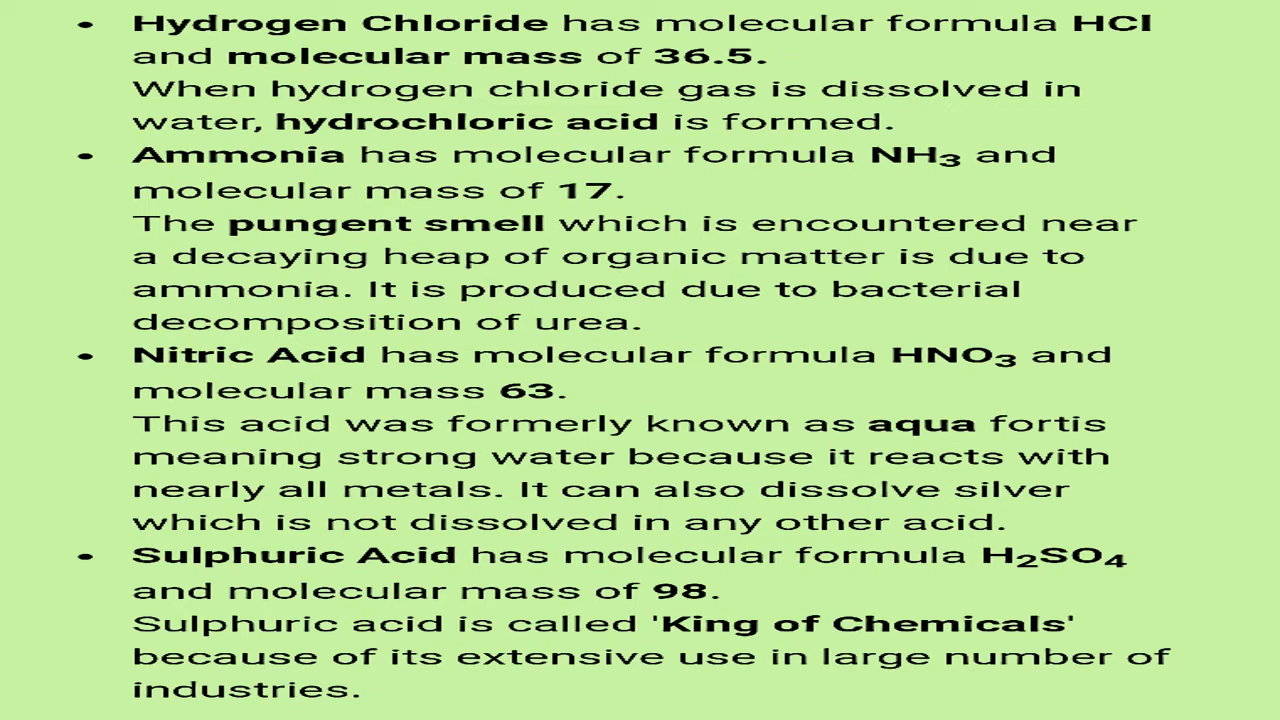 • Hydrogen Chloride has molecular formula HCl
and molecular mass of 36.5.
When hydrogen chloride gas is dissolved in
water, hydrochloric acid is formed.
• Ammonia has molecular formula NH₃ and
molecular mass of 17.
The pungent smell which is encountered near
a decaying heap of organic matter is due to
ammonia. It is produced due to bacterial
decomposition of urea.
• Nitric Acid has molecular formula HNO₃ and
molecular mass 63.
This acid was formerly known as aqua fortis
meaning strong water because it reacts with
nearly all metals. It can also dissolve silver
which is not dissolved in any other acid.
• Sulphuric Acid has molecular formula H₂SO₄
and molecular mass of 98.
Sulphuric acid is called 'King of Chemicals'
because of its extensive use in large number of
industries.